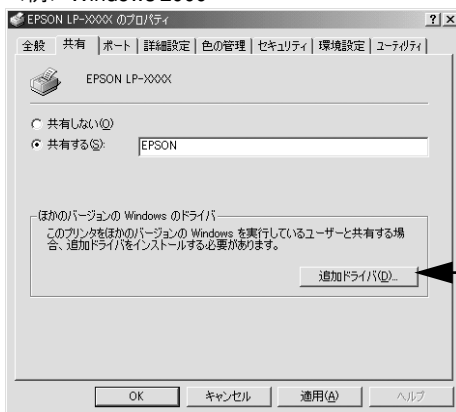 EPSON LP-XXXX のプロパティ
全般 共有 ポート 詳細設定 色の管理 セキュリティ 環境設定 ユーティリティ
EPSON LP-XXXX
共有しない(O)
共有する(S): EPSON
ほかのバージョンの Windows のドライバ
このプリンタをほかのバージョンの Windows を実行しているユーザーと共有する場
合、追加ドライバをインストールする必要があります。
追加ドライバ(D)...
OK キャンセル 適用(A) ヘルプ